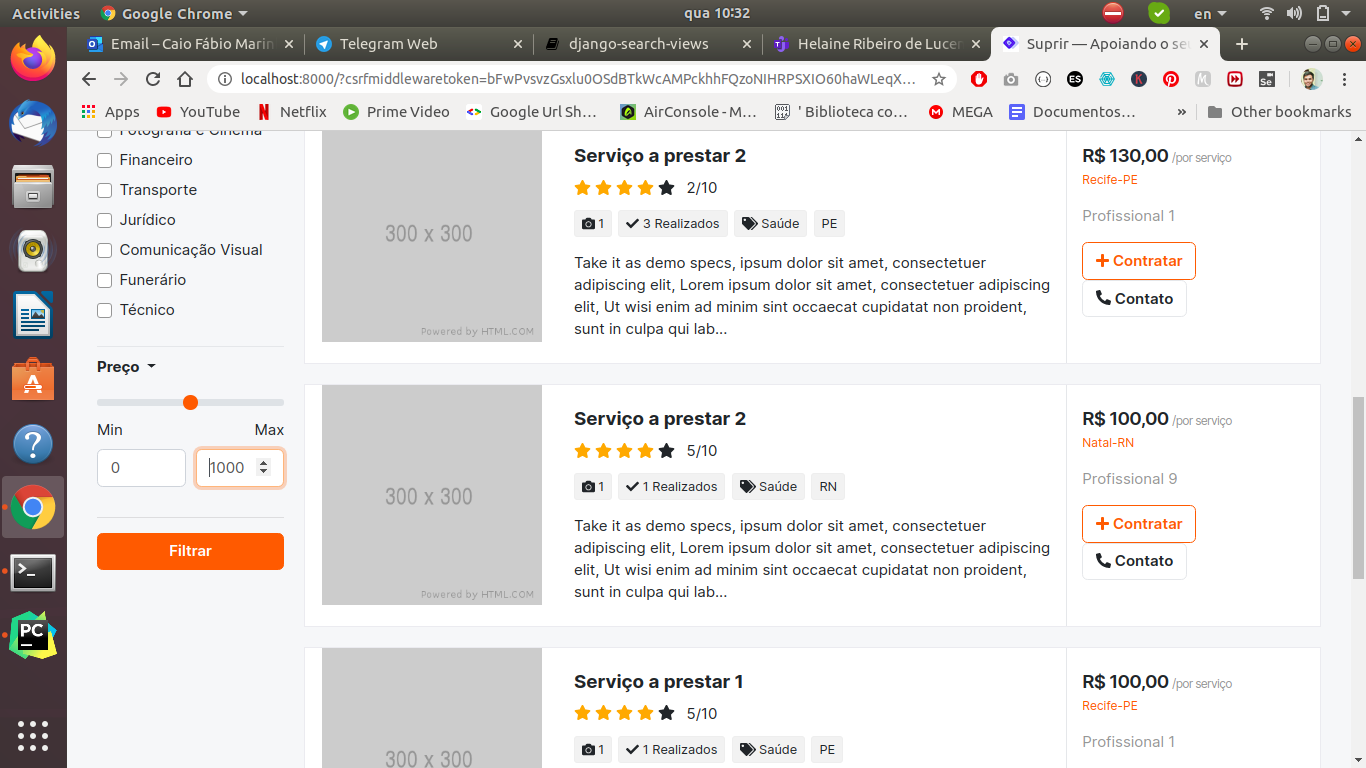 Activities
Google Chrome
qua 10:32
en
Email – Caio Fábio Marin
Telegram Web
django-search-views
Helaine Ribeiro de Lucer
Suprir — Apoiando o se
localhost:8000/?csrfmiddlewaretoken=bFwPvsvzGsxlu0OSdBTkWcAMPckhhFQzoNIHRPSXIO60haWLeqX...
Apps
YouTube
Netflix
Prime Video
Google Url Sh...
AirConsole - M...
' Biblioteca co...
MEGA
Documentos...
»
Other bookmarks
Fotografia e Cinema
Financeiro
Transporte
Jurídico
Comunicação Visual
Funerário
Técnico
Preço
Min
Max
0
1000
Filtrar
300 x 300
Powered by HTML.COM
Serviço a prestar 2
2/10
1
3 Realizados
Saúde
PE
Take it as demo specs, ipsum dolor sit amet, consectetuer
adipiscing elit, Lorem ipsum dolor sit amet, consectetuer adipiscing
elit, Ut wisi enim ad minim sint occaecat cupidatat non proident,
sunt in culpa qui lab...
R$ 130,00 /por serviço
Recife-PE
Profissional 1
Contratar
Contato
300 x 300
Powered by HTML.COM
Serviço a prestar 2
5/10
1
1 Realizados
Saúde
RN
Take it as demo specs, ipsum dolor sit amet, consectetuer
adipiscing elit, Lorem ipsum dolor sit amet, consectetuer adipiscing
elit, Ut wisi enim ad minim sint occaecat cupidatat non proident,
sunt in culpa qui lab...
R$ 100,00 /por serviço
Natal-RN
Profissional 9
Contratar
Contato
300 x 300
Serviço a prestar 1
5/10
1
1 Realizados
Saúde
PE
R$ 100,00 /por serviço
Recife-PE
Profissional 1